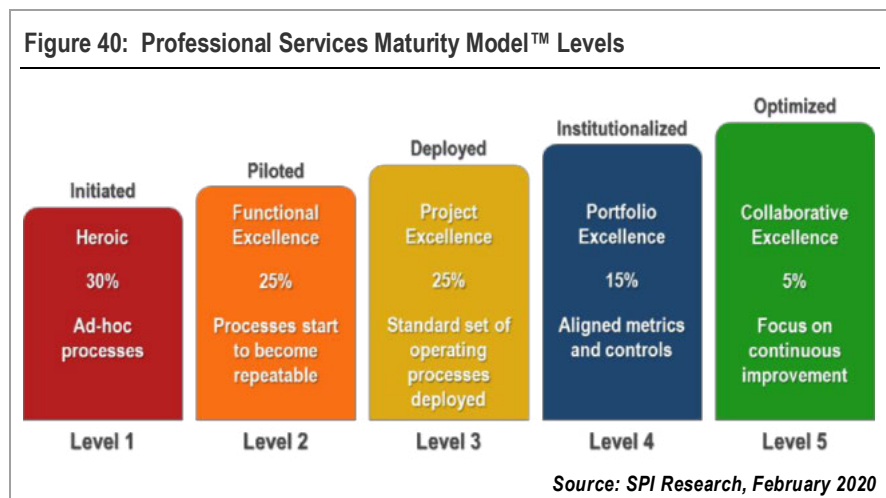 Figure 40:  Professional Services Maturity Model™ Levels
Initiated
Heroic
30%
Ad-hoc
processes
Level 1
Piloted
Functional
Excellence
25%
Processes start
to become
repeatable
Level 2
Deployed
Project
Excellence
25%
Standard set of
operating
processes
deployed
Level 3
Institutionalized
Portfolio
Excellence
15%
Aligned metrics
and controls
Level 4
Optimized
Collaborative
Excellence
5%
Focus on
continuous
improvement
Level 5
Source: SPI Research, February 2020